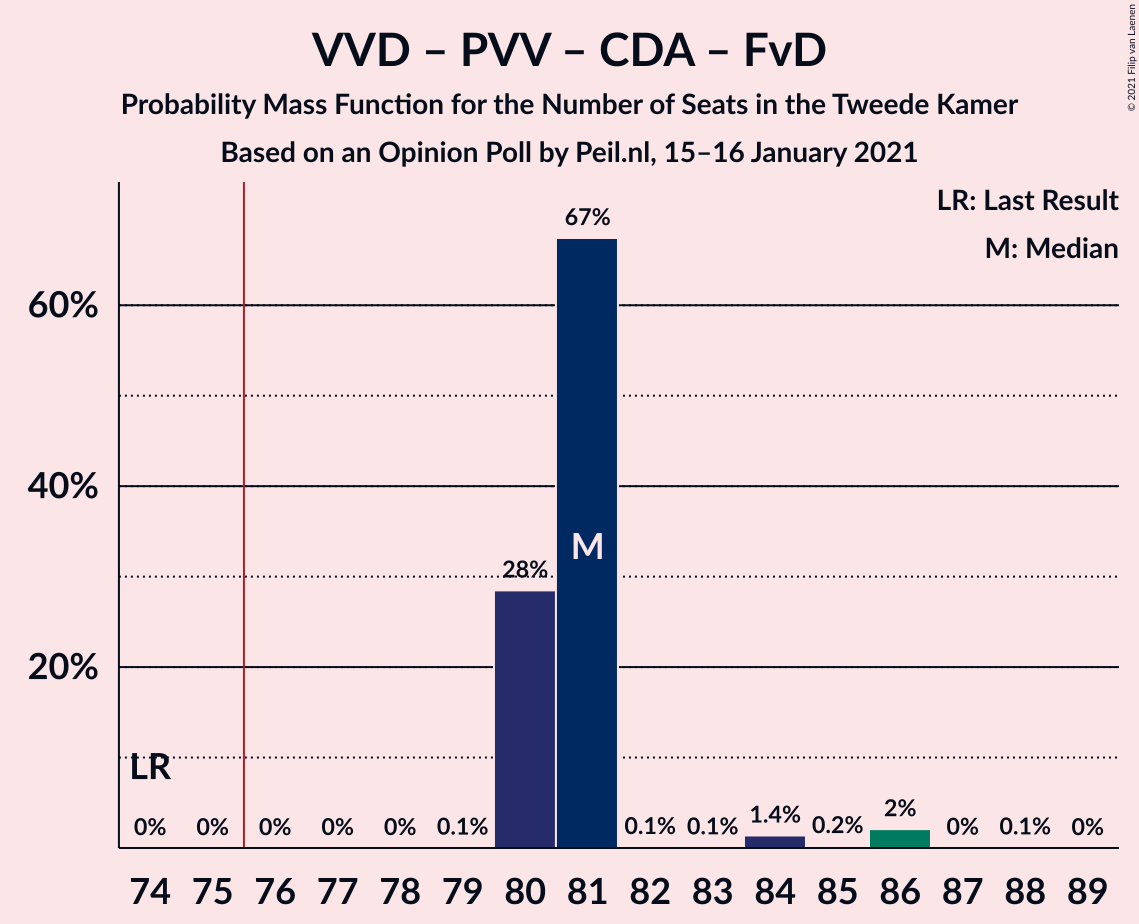 VVD – PVV – CDA – FvD
Probability Mass Function for the Number of Seats in the Tweede Kamer
Based on an Opinion Poll by Peil.nl, 15–16 January 2021
© 2021 Filip van Laenen
LR: Last Result
M: Median
60%
40%
20%
67%
28%
M
LR
0% 0% 0% 0% 0% 0.1% 0.1% 0.1% 1.4% 0.2% 2% 0% 0.1% 0%
74 75 76 77 78 79 80 81 82 83 84 85 86 87 88 89